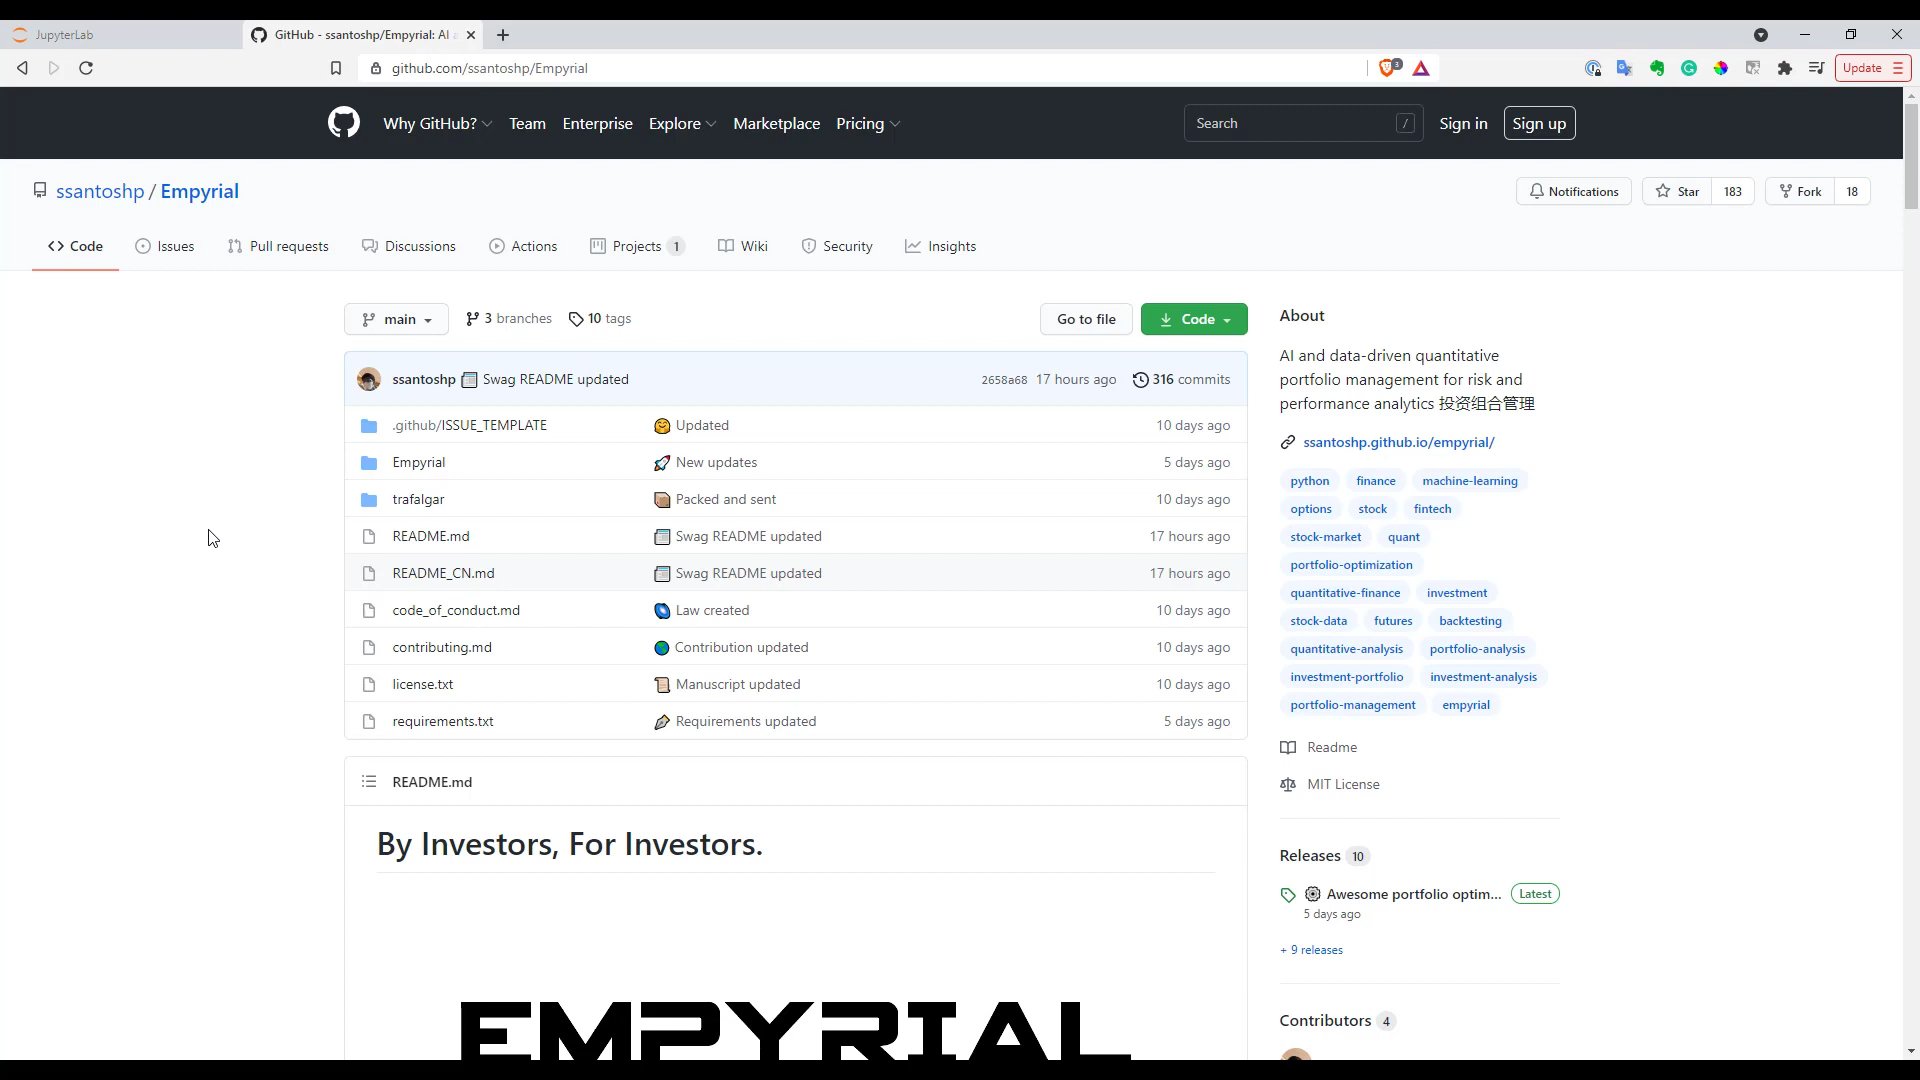 JupyterLab
GitHub - ssantoshp/Empyrial: AI a
github.com/ssantoshp/Empyrial
3
Update
Why GitHub? Team Enterprise Explore Marketplace Pricing
Search /
Sign in Sign up
ssantoshp / Empyrial
Notifications Star 183 Fork 18
Code Issues Pull requests Discussions Actions Projects 1 Wiki Security Insights
main 3 branches 10 tags
Go to file Code
ssantoshp Swag README updated 2658a68 17 hours ago 316 commits
.github/ISSUE_TEMPLATE Updated 10 days ago
Empyrial New updates 5 days ago
trafalgar Packed and sent 10 days ago
README.md Swag README updated 17 hours ago
README_CN.md Swag README updated 17 hours ago
code_of_conduct.md Law created 10 days ago
contributing.md Contribution updated 10 days ago
license.txt Manuscript updated 10 days ago
requirements.txt Requirements updated 5 days ago
README.md
By Investors, For Investors.
EMPYRIAL
About
AI and data-driven quantitative
portfolio management for risk and
performance analytics 投资组合管理
ssantoshp.github.io/empyrial/
python finance machine-learning
options stock fintech
stock-market quant
portfolio-optimization
quantitative-finance investment
stock-data futures backtesting
quantitative-analysis portfolio-analysis
investment-portfolio investment-analysis
portfolio-management empyrial
Readme
MIT License
Releases 10
Awesome portfolio optim... Latest
5 days ago
+ 9 releases
Contributors 4